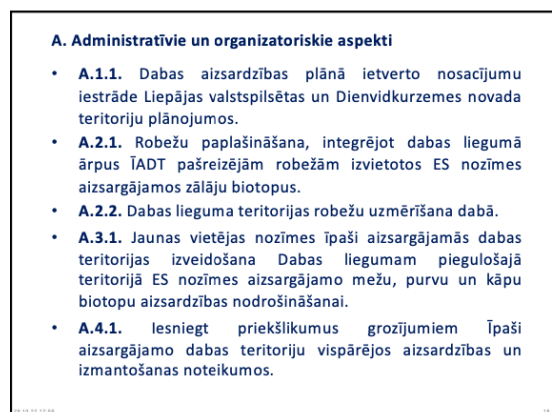 A. Administratīvie un organizatoriskie aspekti
• A.1.1. Dabas aizsardzības plānā ietverto nosacījumu
iestrāde Liepājas valstspilsētas un Dienvidkurzemes novada
teritoriju plānojumos.
• A.2.1. Robežu paplašināšana, integrējot dabas liegumā
ārpus ĪADT pašreizējām robežām izvietotos ES nozīmes
aizsargājamos zālāju biotopus.
• A.2.2. Dabas lieguma teritorijas robežu uzmērīšana dabā.
• A.3.1. Jaunas vietējas nozīmes īpaši aizsargājamās dabas
teritorijas izveidošana Dabas liegumam piegulošajā
teritorijā ES nozīmes aizsargājamo mežu, purvu un kāpu
biotopu aizsardzības nodrošināšanai.
• A.4.1. Iesniegt priekšlikumus grozījumiem Īpaši
aizsargājamo dabas teritoriju vispārējos aizsardzības un
izmantošanas noteikumos.